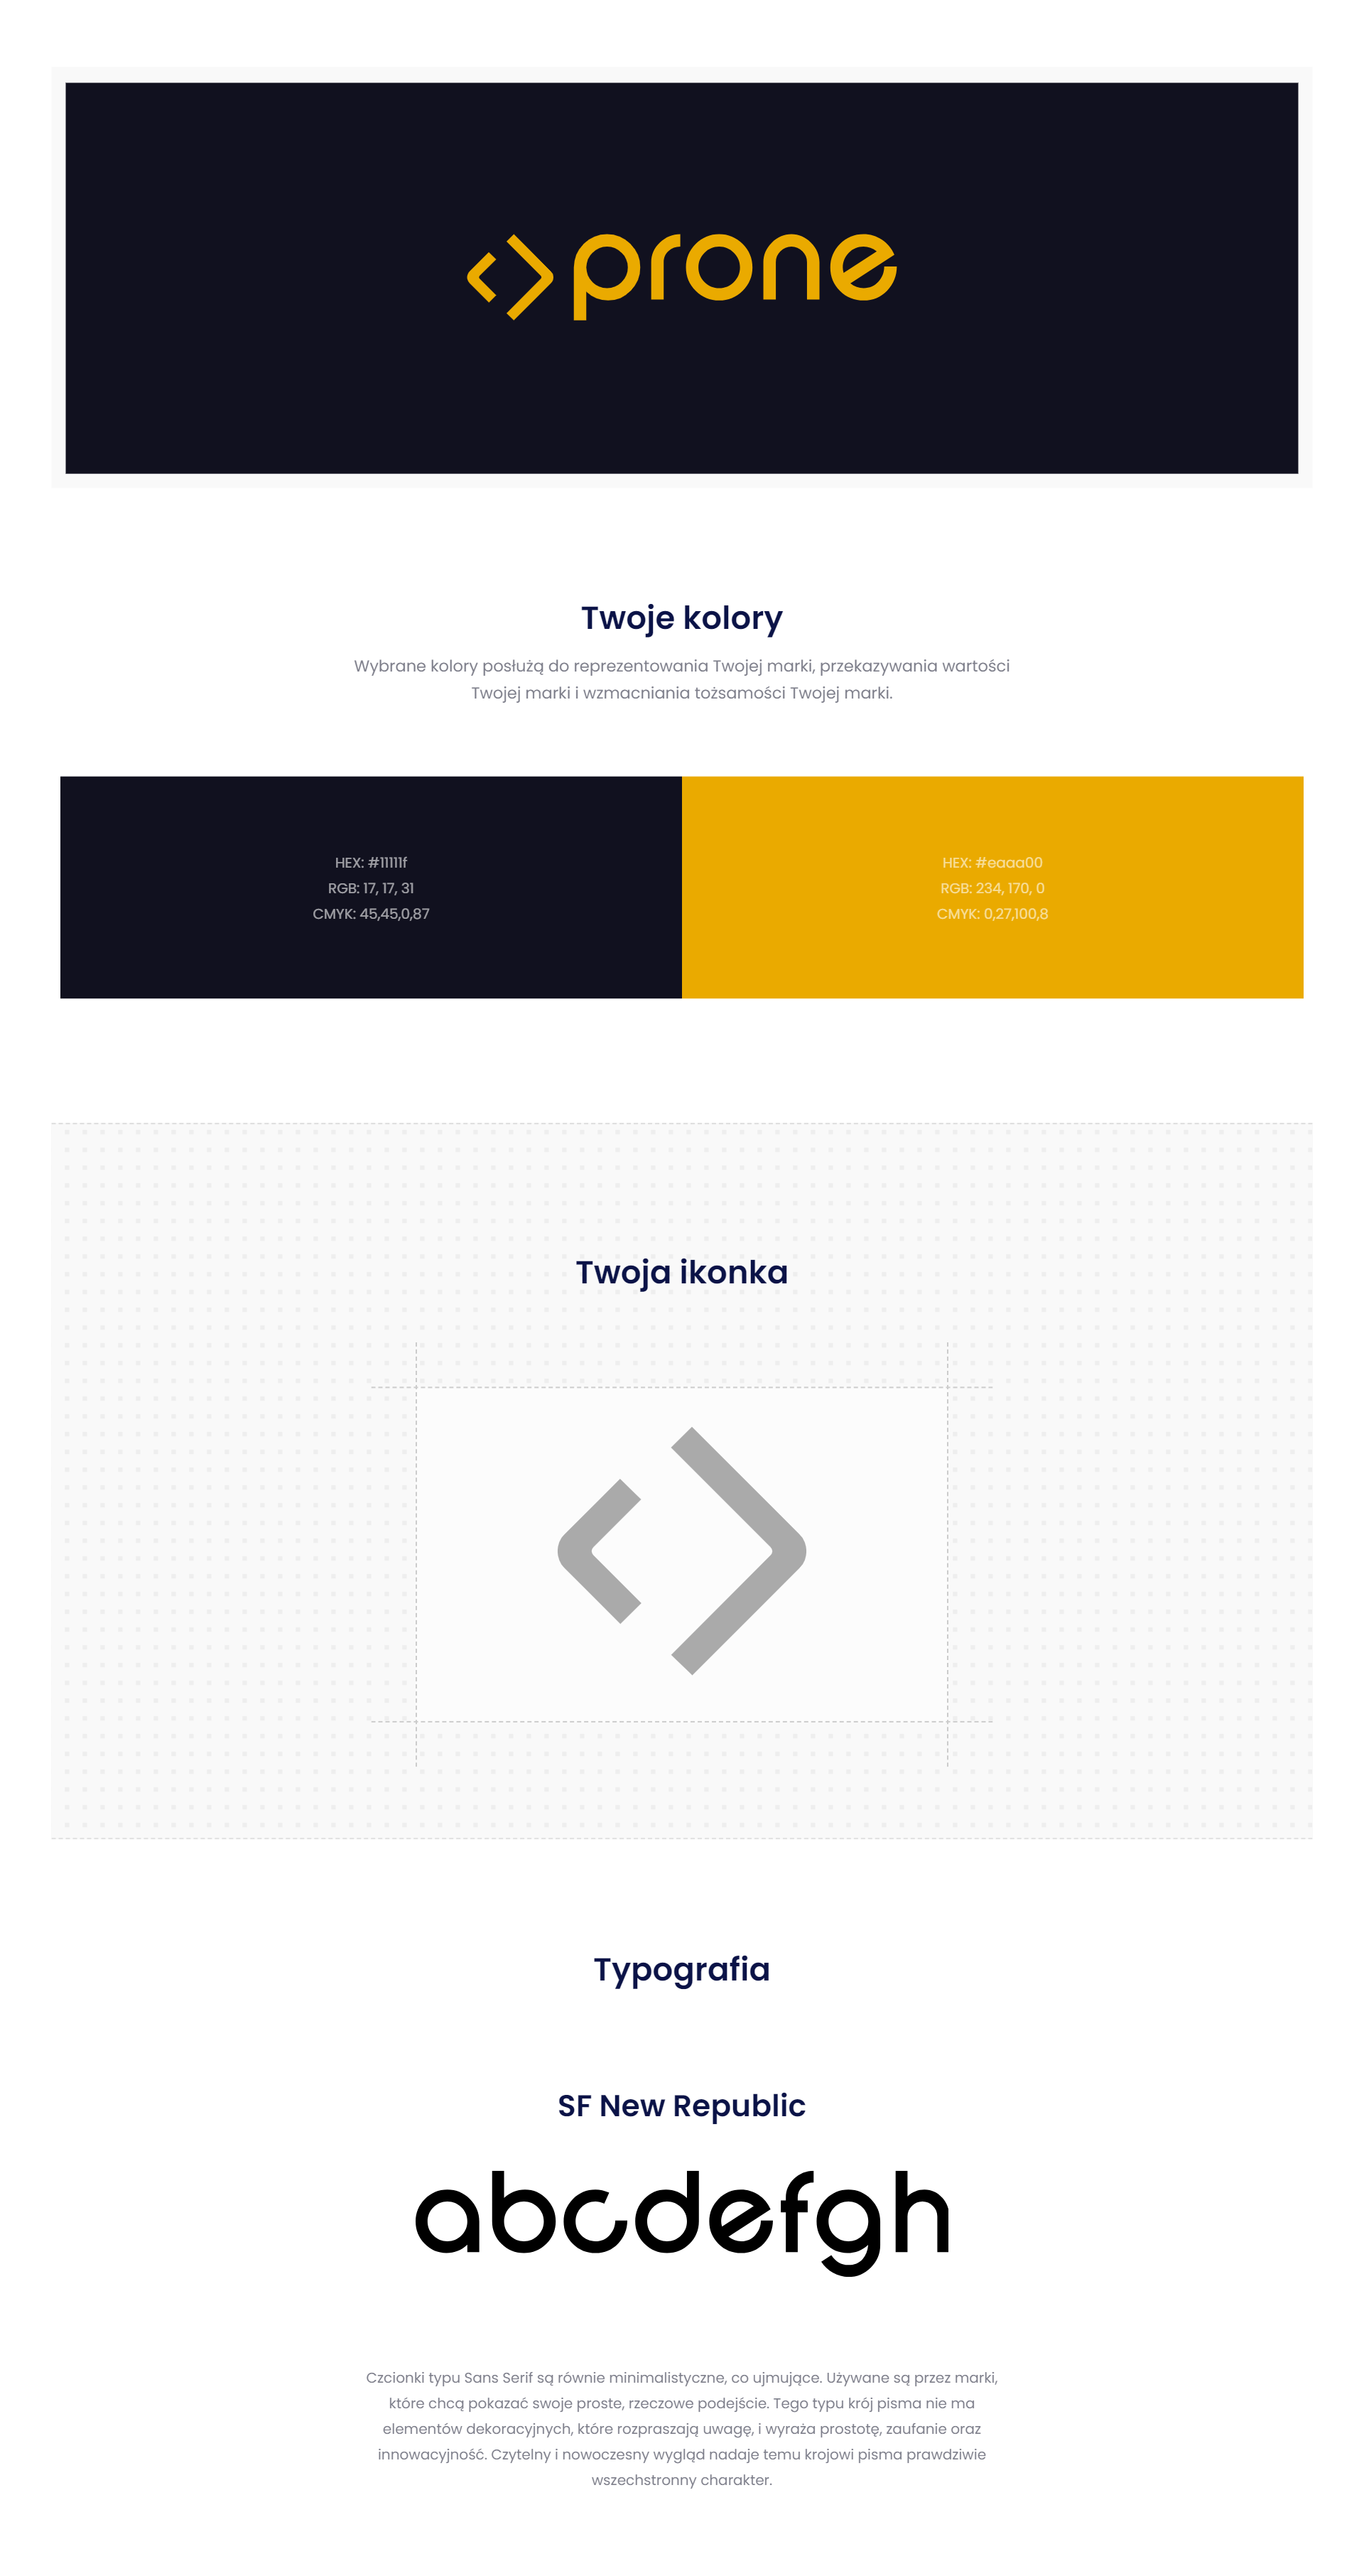 prone
Twoje kolory
Wybrane kolory posłużą do reprezentowania Twojej marki, przekazywania wartości
Twojej marki i wzmacniania tożsamości Twojej marki.
HEX: #11111f
RGB: 17, 17, 31
CMYK: 45,45,0,87
HEX: #eaaa00
RGB: 234, 170, 0
CMYK: 0,27,100,8
Twoja ikonka
Typografia
SF New Republic
abcdefgh
Czcionki typu Sans Serif są równie minimalistyczne, co ujmujące. Używane są przez marki,
które chcą pokazać swoje proste, rzeczowe podejście. Tego typu krój pisma nie ma
elementów dekoracyjnych, które rozpraszają uwagę, i wyraża prostotę, zaufanie oraz
innowacyjność. Czytelny i nowoczesny wygląd nadaje temu krojowi pisma prawdziwie
wszechstronny charakter.